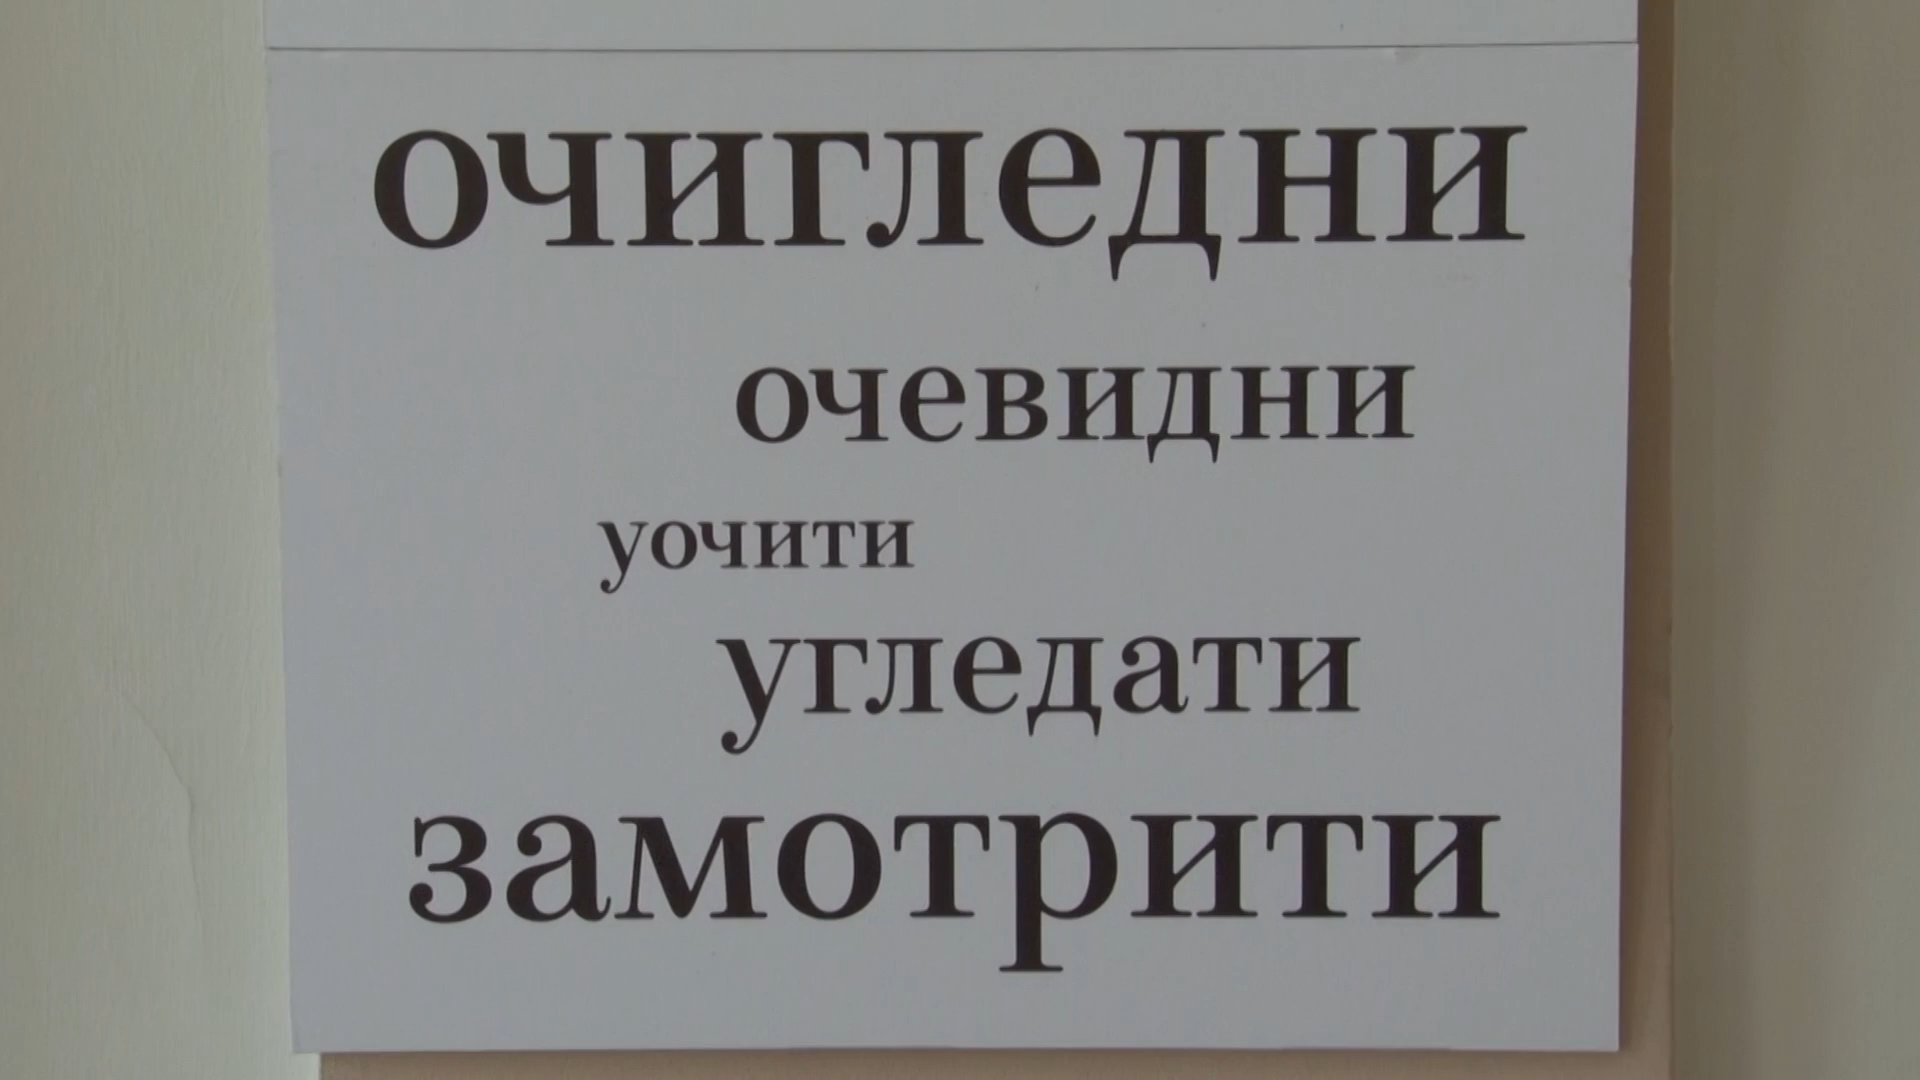 очигледни
очевидни
уочити
угледати
замотрити